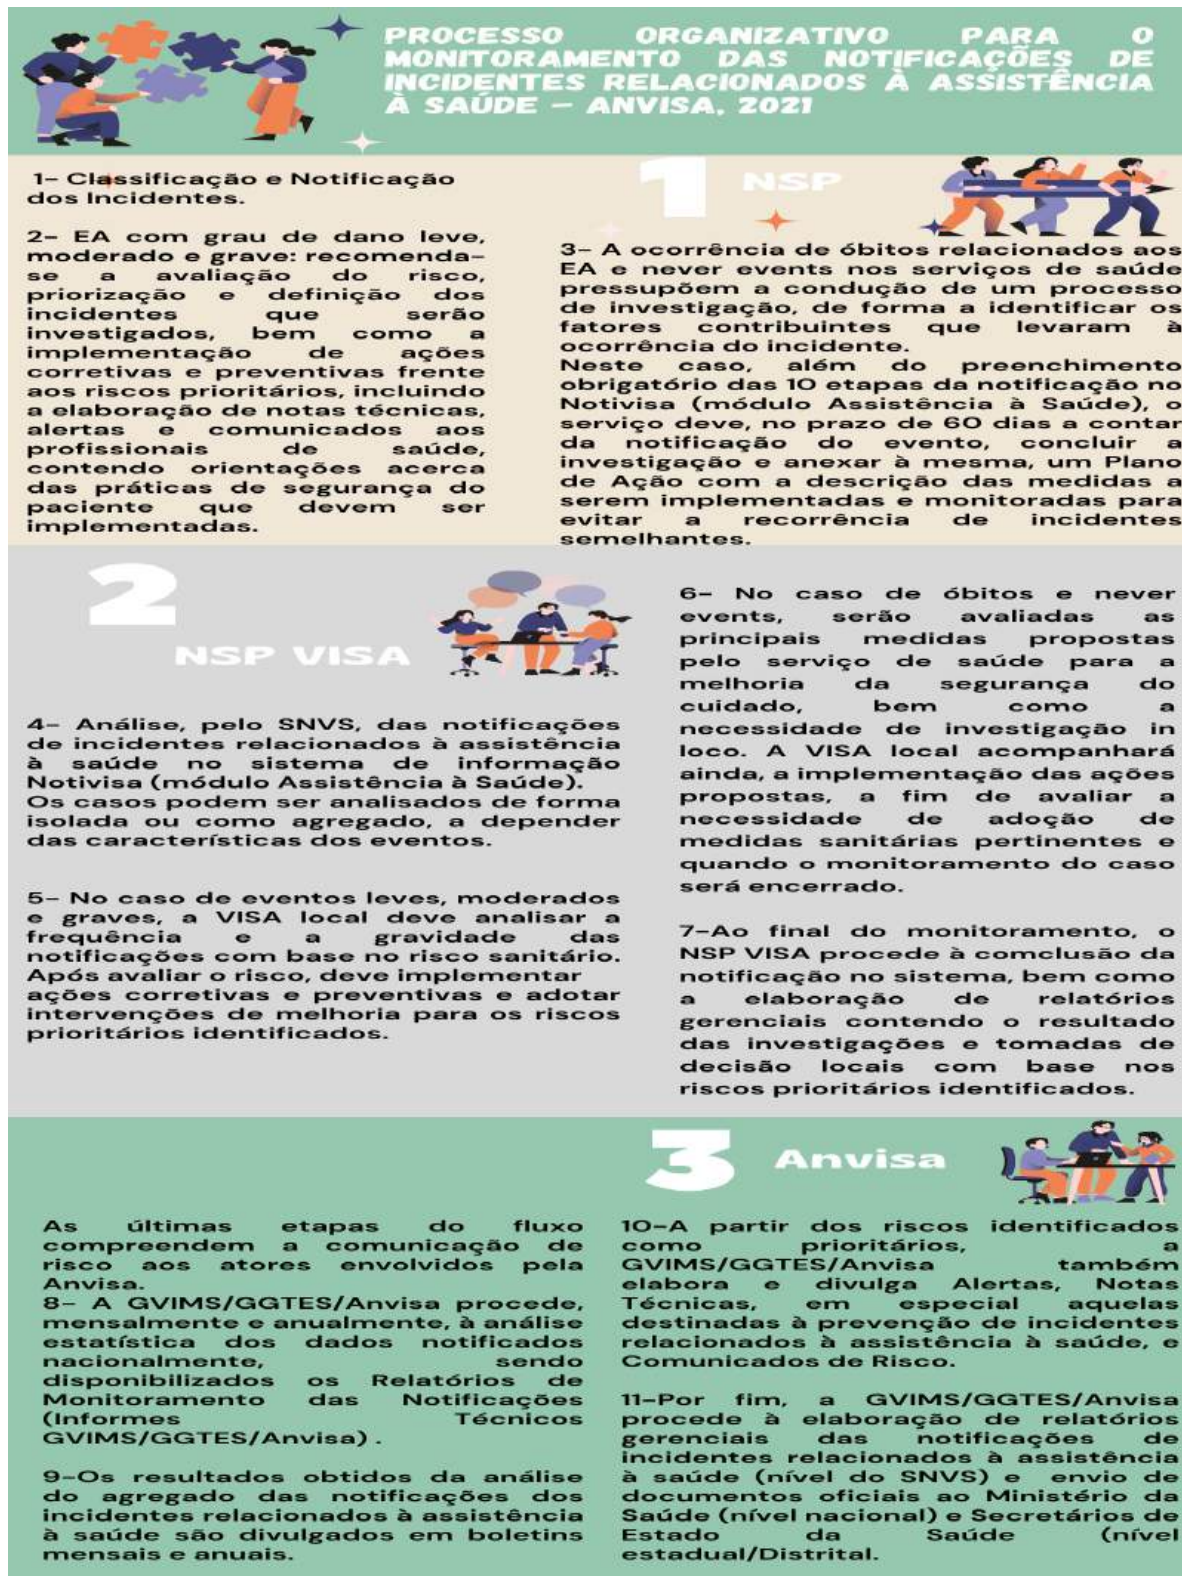 PROCESSO ORGANIZATIVO PARA O
MONITORAMENTO DAS NOTIFICAÇÕES DE
INCIDENTES RELACIONADOS À ASSISTÊNCIA
À SAÚDE – ANVISA, 2021
1 NSP
1- Classificação e Notificação
dos Incidentes.
2- EA com grau de dano leve,
moderado e grave: recomenda-
se a avaliação do risco,
priorização e definição dos
incidentes que serão
investigados, bem como a
implementação de ações
corretivas e preventivas frente
aos riscos prioritários, incluindo
a elaboração de notas técnicas,
alertas e comunicados aos
profissionais de saúde,
contendo orientações acerca
das práticas de segurança do
paciente que devem ser
implementadas.
3- A ocorrência de óbitos relacionados aos
EA e never events nos serviços de saúde
pressupõem a condução de um processo
de investigação, de forma a identificar os
fatores contribuintes que levaram à
ocorrência do incidente.
Neste caso, além do preenchimento
obrigatório das 10 etapas da notificação no
Notivisa (módulo Assistência à Saúde), o
serviço deve, no prazo de 60 dias a contar
da notificação do evento, concluir a
investigação e anexar à mesma, um Plano
de Ação com a descrição das medidas a
serem implementadas e monitoradas para
evitar a recorrência de incidentes
semelhantes.
2
NSP VISA
4- Análise, pelo SNVS, das notificações
de incidentes relacionados à assistência
à saúde no sistema de informação
Notivisa (módulo Assistência à Saúde).
Os casos podem ser analisados de forma
isolada ou como agregado, a depender
das características dos eventos.
5- No caso de eventos leves, moderados
e graves, a VISA local deve analisar a
frequência e a gravidade das
notificações com base no risco sanitário.
Após avaliar o risco, deve implementar
ações corretivas e preventivas e adotar
intervenções de melhoria para os riscos
prioritários identificados.
6- No caso de óbitos e never
events, serão avaliadas as
principais medidas propostas
pelo serviço de saúde para a
melhoria da segurança do
cuidado, bem como a
necessidade de investigação in
loco. A VISA local acompanhará
ainda, a implementação das ações
propostas, a fim de avaliar a
necessidade de adoção de
medidas sanitárias pertinentes e
quando o monitoramento do caso
será encerrado.
7-Ao final do monitoramento, o
NSP VISA procede à comclusão da
notificação no sistema, bem como
a elaboração de relatórios
gerenciais contendo o resultado
das investigações e tomadas de
decisão locais com base nos
riscos prioritários identificados.
3 Anvisa
As últimas etapas do fluxo
compreendem a comunicação de
risco aos atores envolvidos pela
Anvisa.
8- A GVIMS/GGTES/Anvisa procede,
mensalmente e anualmente, à análise
estatística dos dados notificados
nacionalmente, sendo
disponibilizados os Relatórios de
Monitoramento das Notificações
(Informes Técnicos
GVIMS/GGTES/Anvisa) .
9-Os resultados obtidos da análise
do agregado das notificações dos
incidentes relacionados à assistência
à saúde são divulgados em boletins
mensais e anuais.
10-A partir dos riscos identificados
como prioritários, a
GVIMS/GGTES/Anvisa também
elabora e divulga Alertas, Notas
Técnicas, em especial aquelas
destinadas à prevenção de incidentes
relacionados à assistência à saúde, e
Comunicados de Risco.
11-Por fim, a GVIMS/GGTES/Anvisa
procede à elaboração de relatórios
gerenciais das notificações de
incidentes relacionados à assistência
à saúde (nível do SNVS) e envio de
documentos oficiais ao Ministério da
Saúde (nível nacional) e Secretários de
Estado da Saúde (nível
estadual/Distrital.